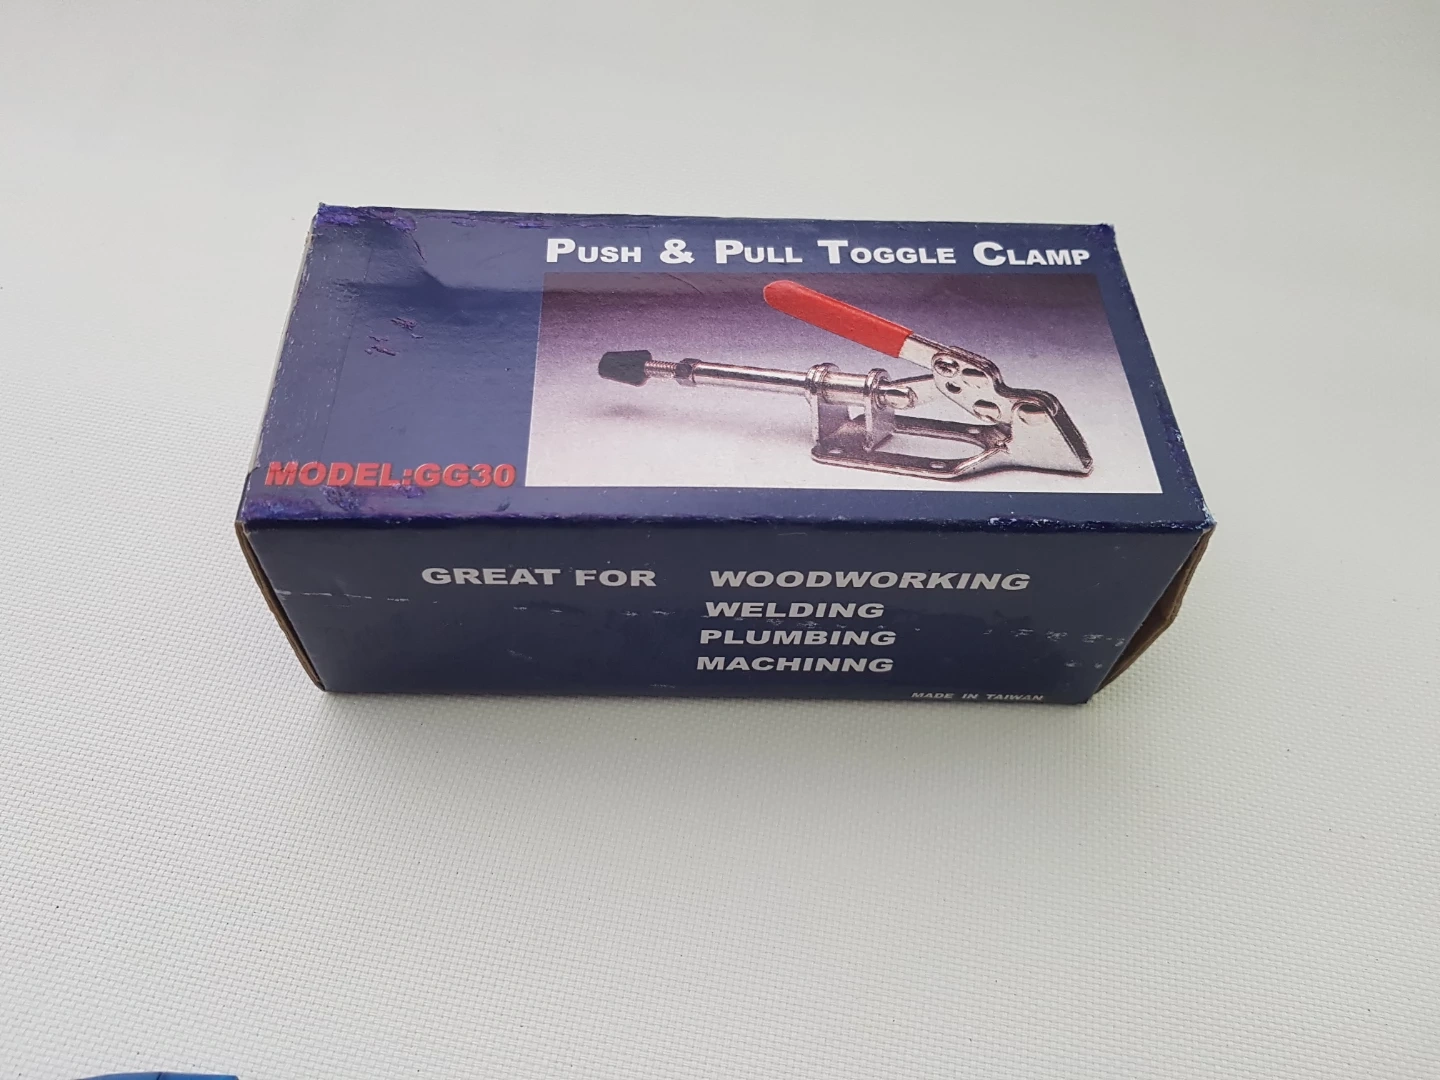 PUSH & PULL TOGGLE CLAMP
MODEL:GG30
GREAT FOR WOODWORKING
WELDING
PLUMBING
MACHINNG
MADE IN TAIWAN